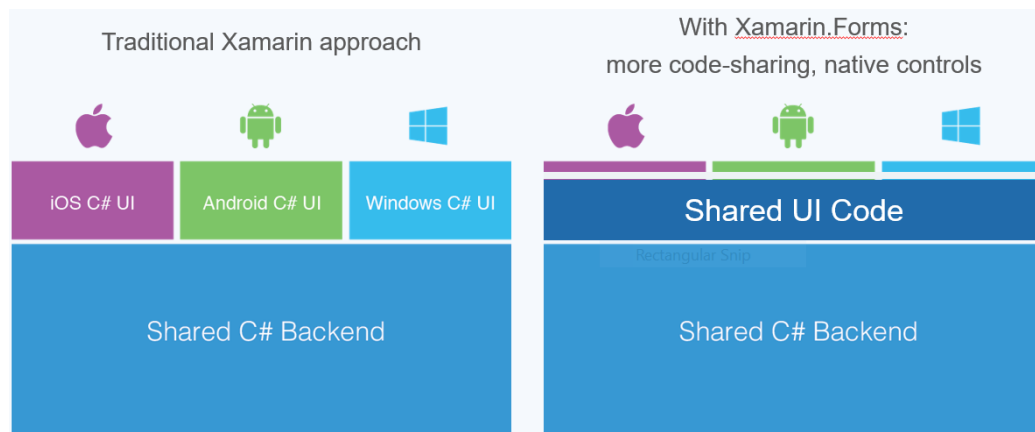 Traditional Xamarin approach
iOS C# UI
Android C# UI
Windows C# UI
Shared C# Backend
With Xamarin.Forms:
more code-sharing, native controls
Shared UI Code
Rectangular Snip
Shared C# Backend